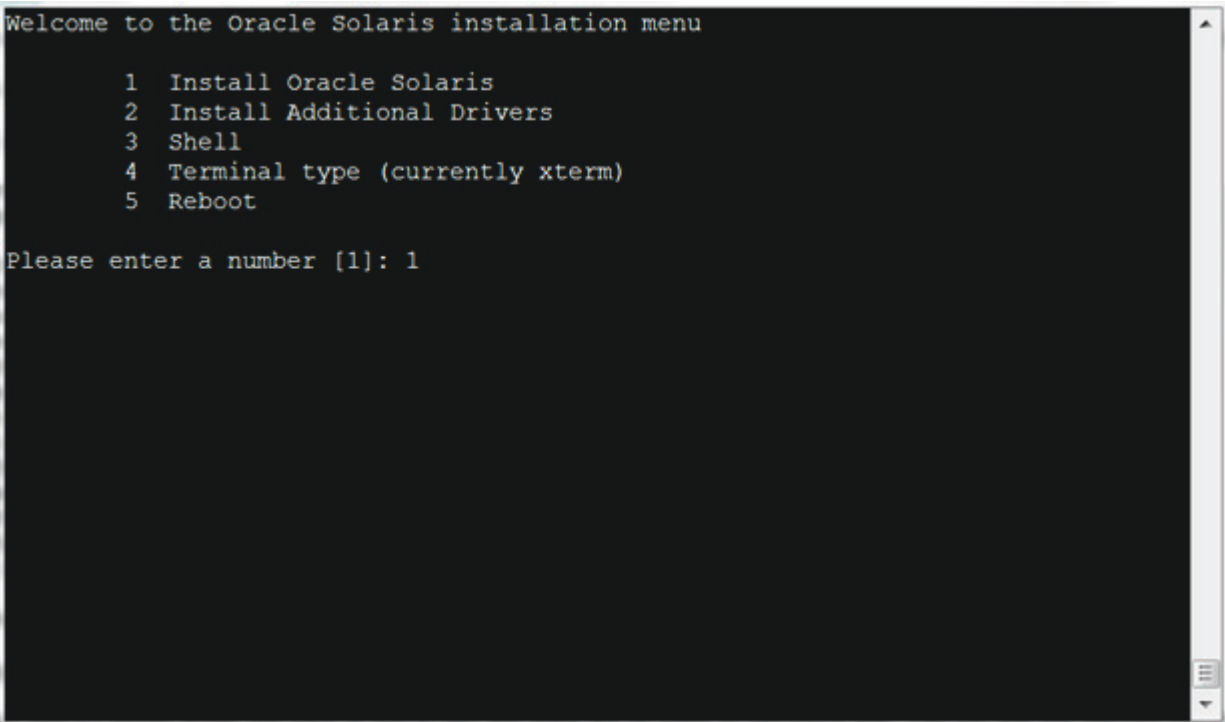 Welcome to the Oracle Solaris installation menu
1 Install Oracle Solaris
2 Install Additional Drivers
3 Shell
4 Terminal type (currently xterm)
5 Reboot
Please enter a number [1]: 1